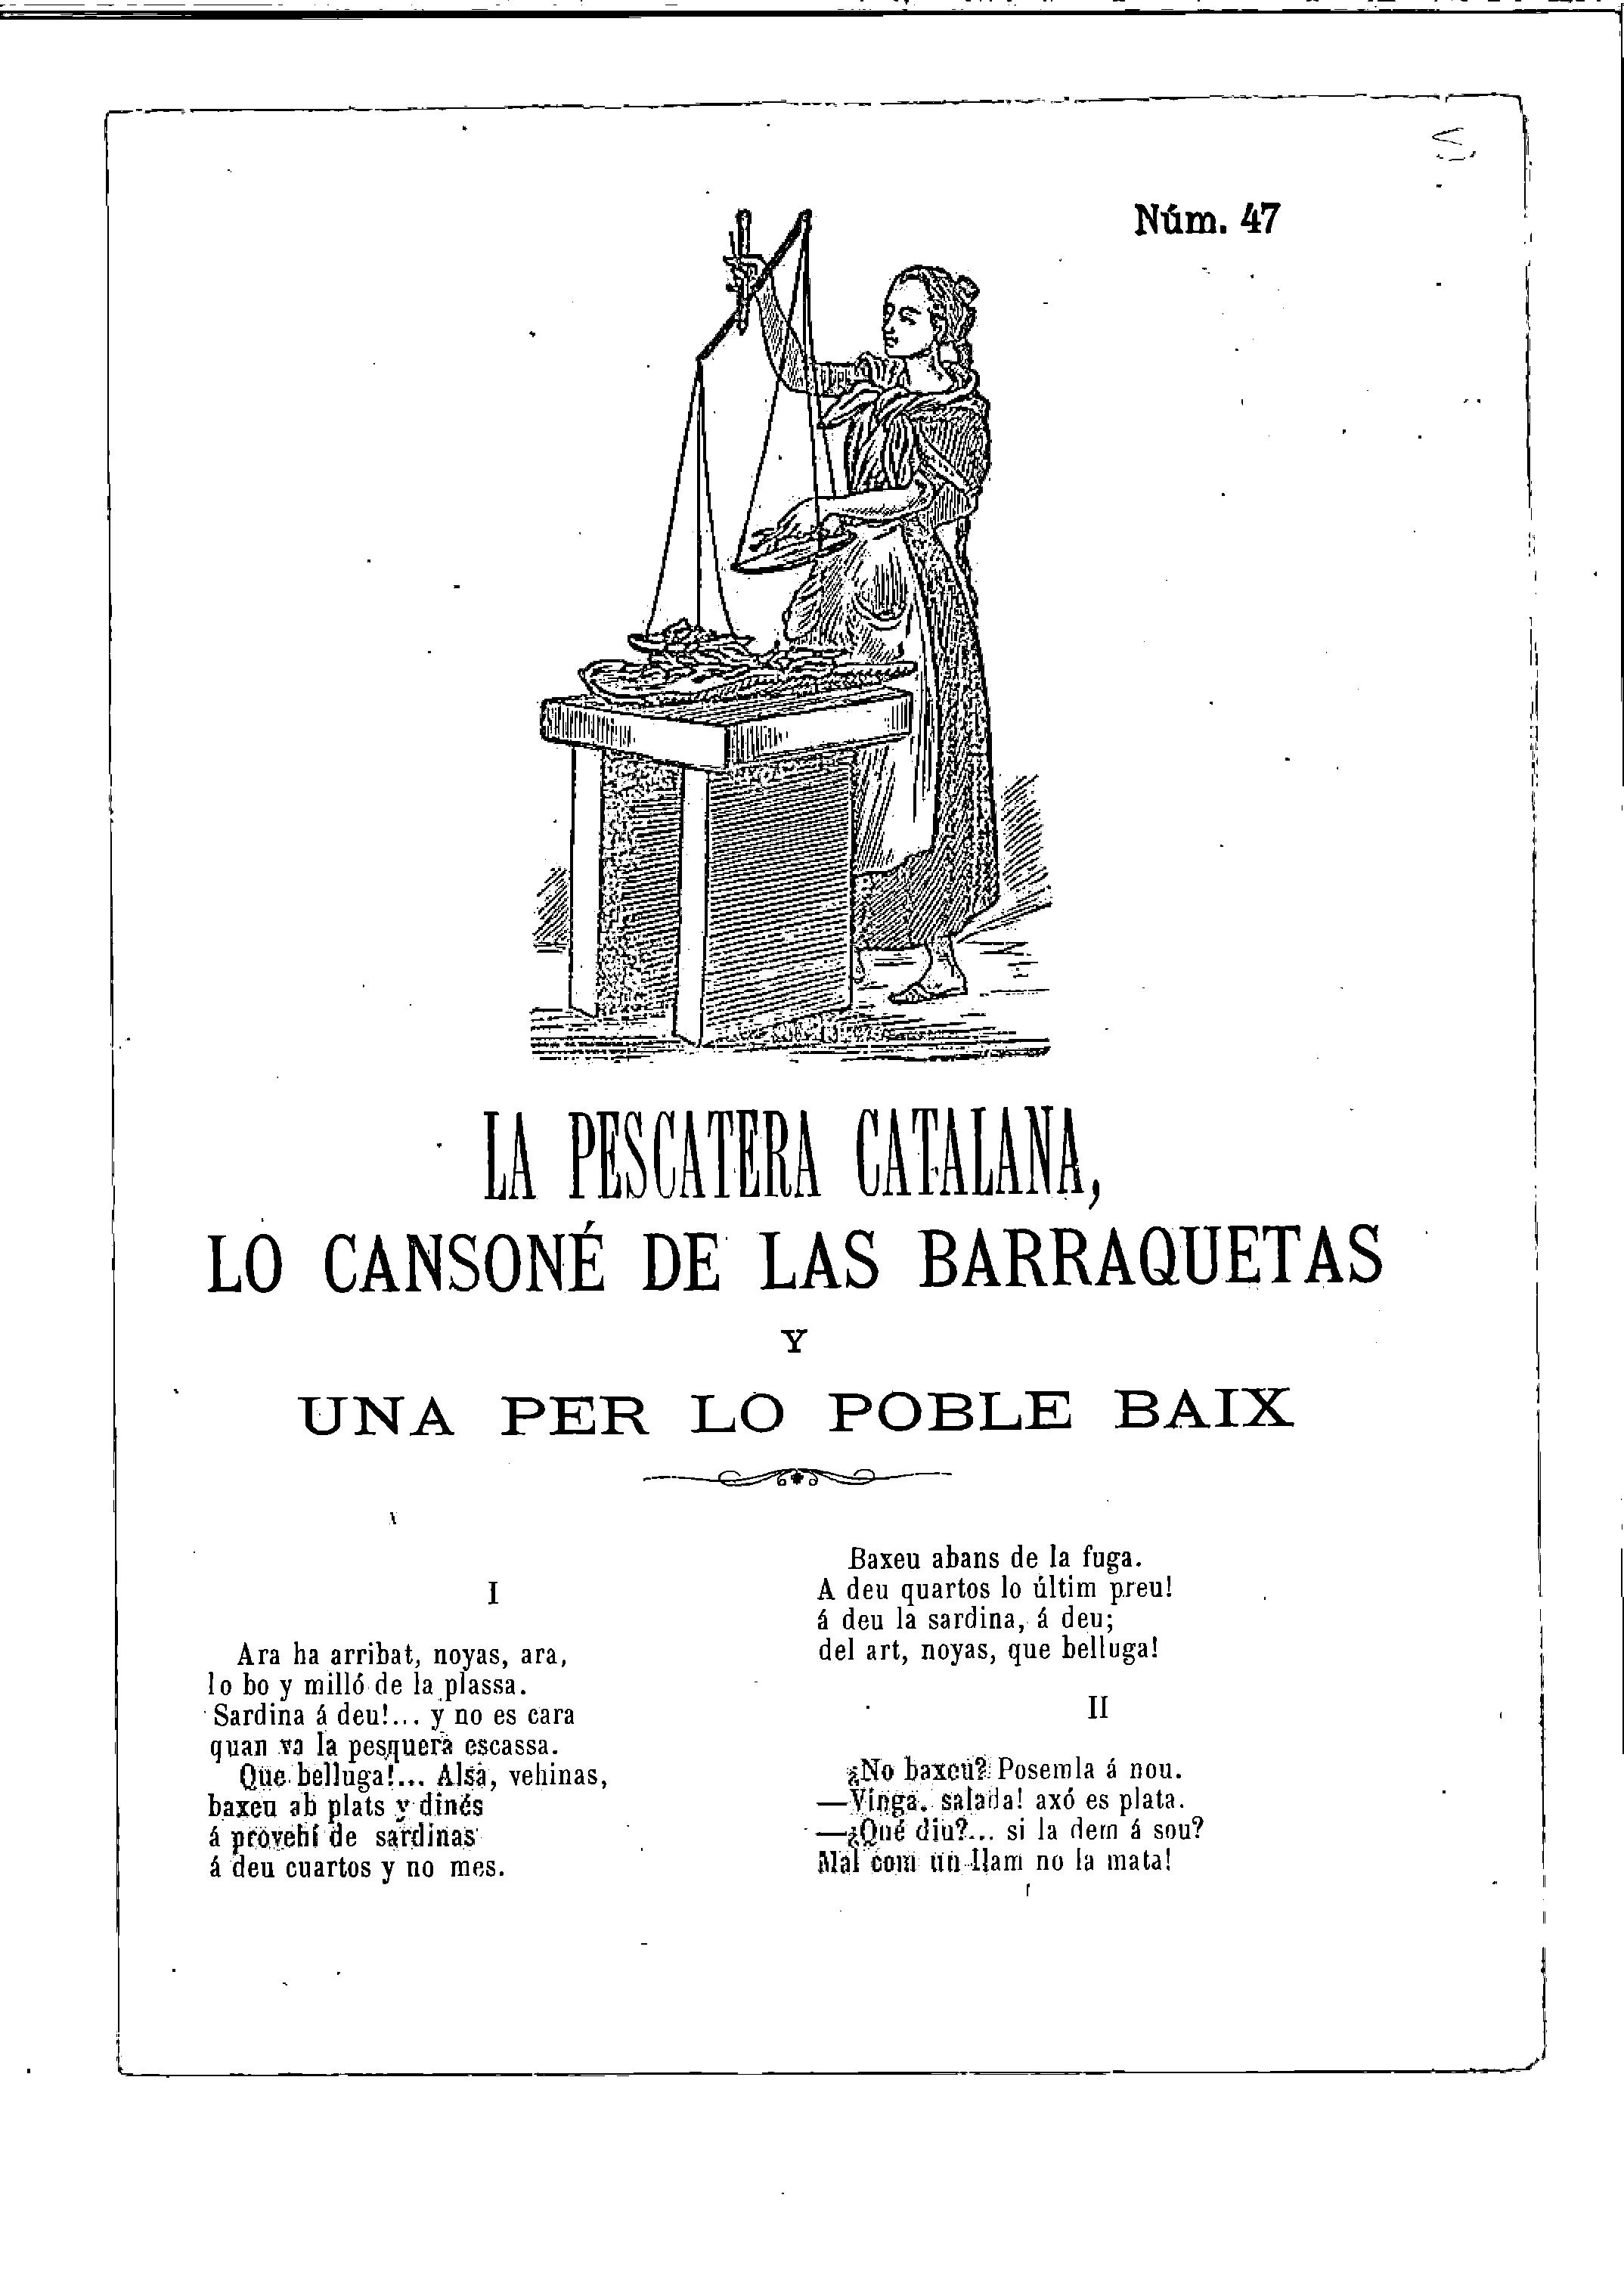 Núm. 47
LA PESCATERA CATALANA,
LO CANSONÉ DE LAS BARRAQUETAS
Y
UNA PER LO POBLE BAIX
I
Ara ha arribat, noyas, ara,
lo bo y milló de la plassa.
Sardina á deu!... y no es cara
quan va la pesquera escassa.
Que belluga!... Alsa, vehinas,
baxeu ab plats y dinés
á provehí de sardinas
á deu cuartos y no mes.
Baxeu abans de la fuga.
A deu quartos lo últim preu!
á deu la sardina, á deu;
del art, noyas, que belluga!
II
¿No baxeu? Posemla á nou.
—Vinga, salada! axó es plata.
—¿Qué diu?... si la dem á sou?
Mal com un llam no la mata!